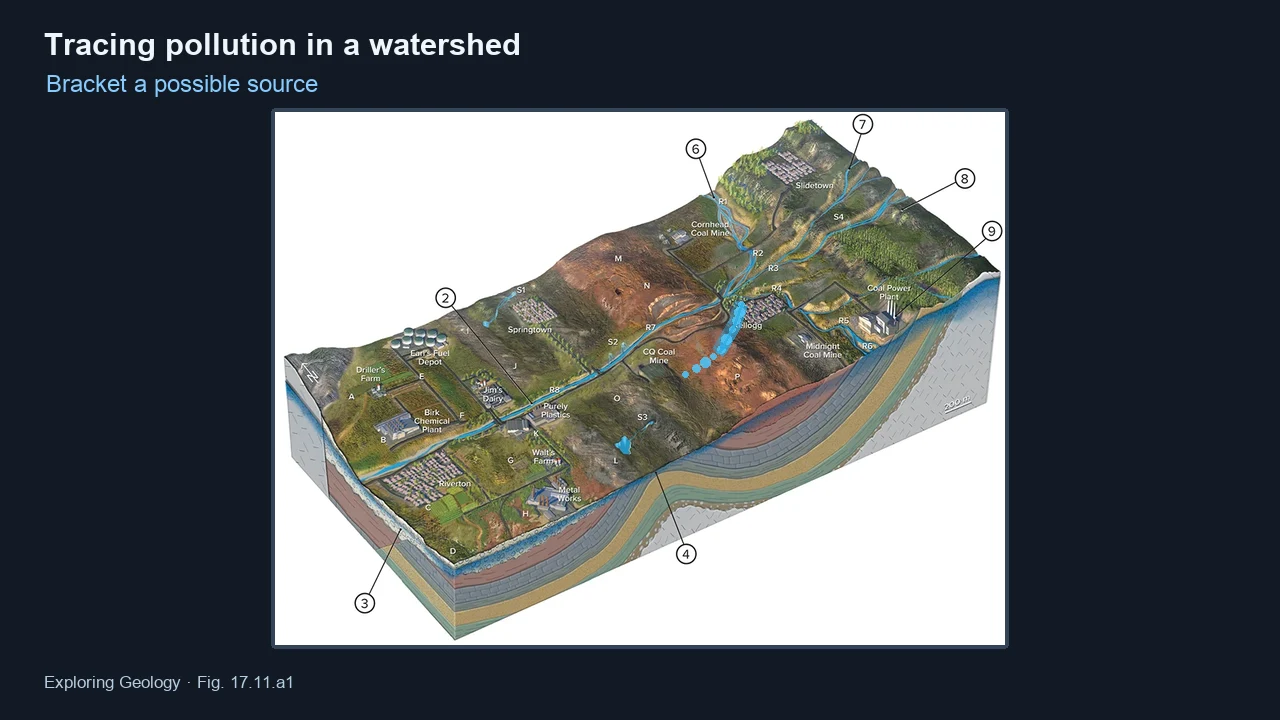 Tracing pollution in a watershed
Bracket a possible source
7
6
8
Slidetown
R1
S4
9
Cornhead
Coal Mine
R2
M
R3
N
R4
Coal Power
Plant
2
S1
Springtown
R7
Kellogg
R5
S2
Midnight
Coal Mine
R6
CQ Coal
Mine
Earl's Fuel
Depot
J
P
Driller's
Farm
E
A
Jim's
Dairy
R8
O
200 m
Birk
Chemical
Plant
F
Purely
Plastics
S3
B
K
G
Walt's
Farm
L
Riverton
Metal
Works
C
H
D
4
3
N
Exploring Geology · Fig. 17.11.a1